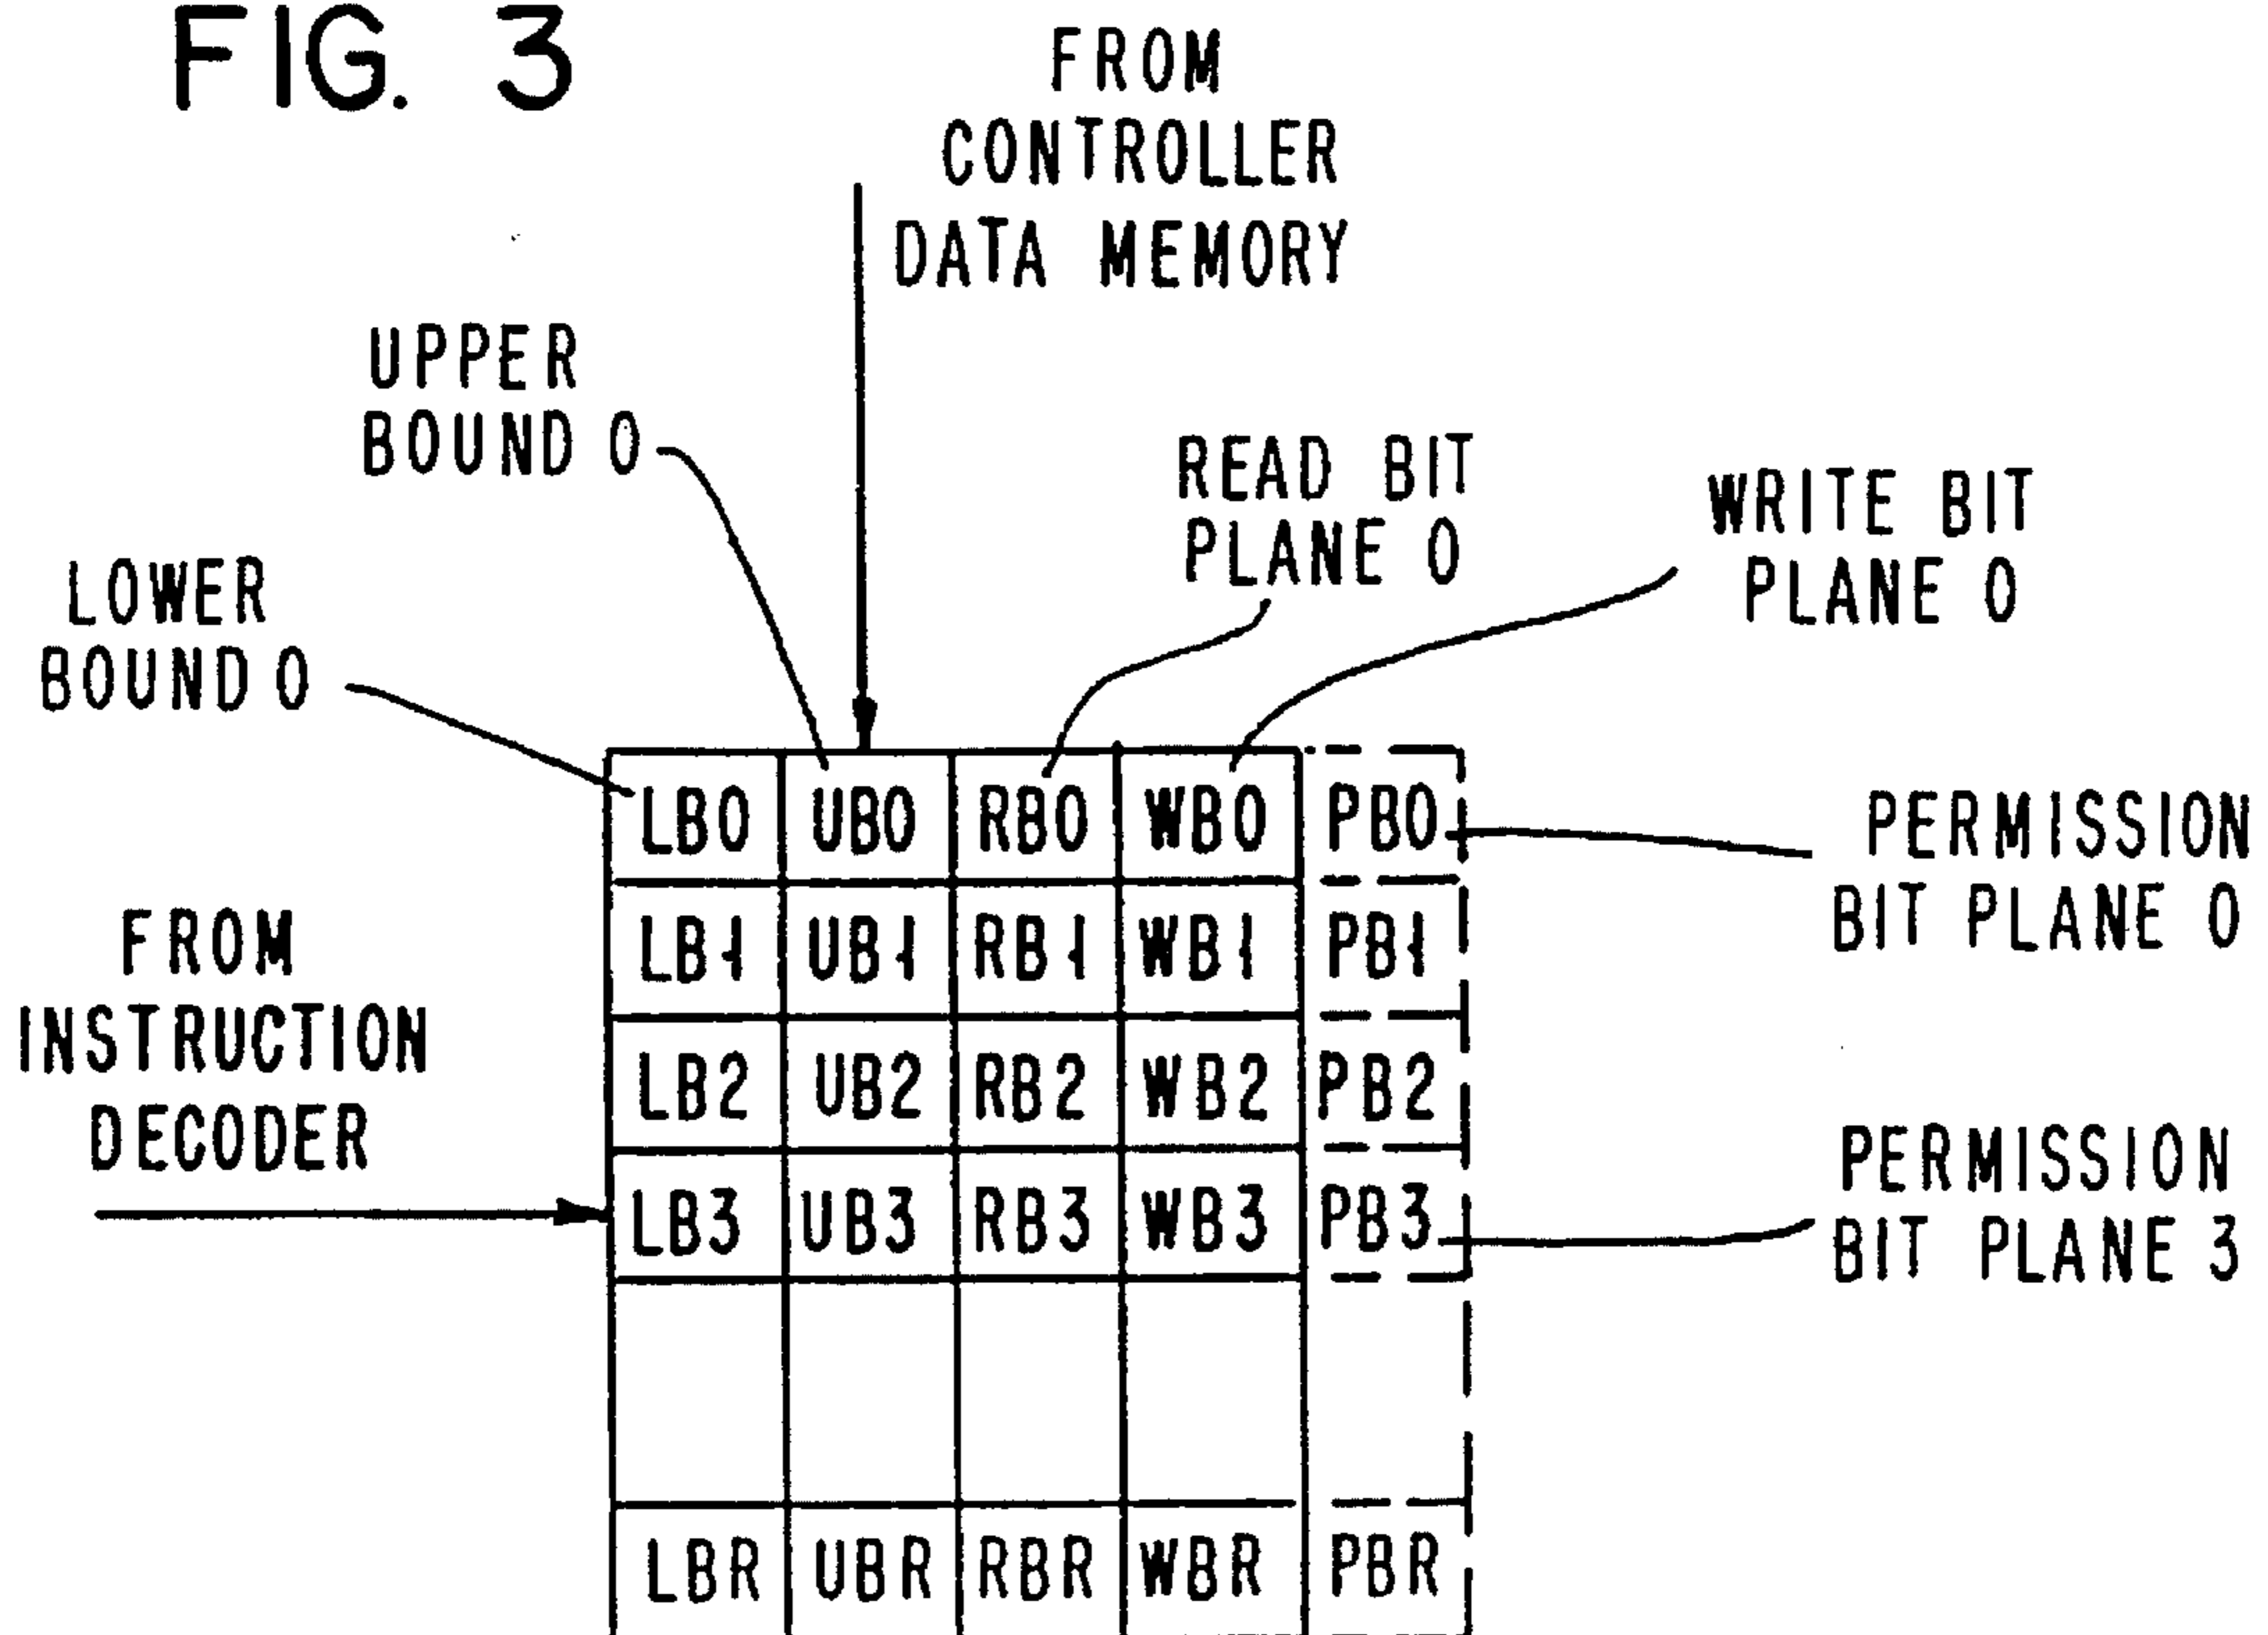 FIG. 3
FROM
CONTROLLER
DATA MEMORY
UPPER
BOUND 0
READ BIT
PLANE 0
WRITE BIT
PLANE 0
LOWER
BOUND 0
LB0 UB0 RB0 WB0 PB0
PERMISSION
BIT PLANE 0
LB1 UB1 RB1 WB1 PB1
FROM
INSTRUCTION
DECODER
LB2 UB2 RB2 WB2 PB2
LB3 UB3 RB3 WB3 PB3
PERMISSION
BIT PLANE 3
LBR UBR RBR WBR PBR